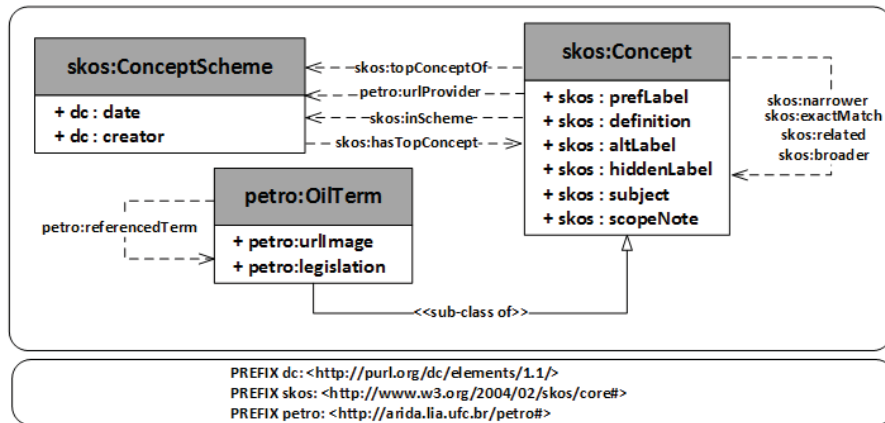 skos:ConceptScheme
+ dc : date
+ dc : creator
skos:topConceptOf
petro:urlProvider
skos:inScheme
skos:hasTopConcept
skos:Concept
+ skos : prefLabel
+ skos : definition
+ skos : altLabel
+ skos : hiddenLabel
+ skos : subject
+ skos : scopeNote
skos:narrower
skos:exactMatch
skos:related
skos:broader
petro:referencedTerm
petro:OilTerm
+ petro:urlImage
+ petro:legislation
<<sub-class of>>
PREFIX dc: <http://purl.org/dc/elements/1.1/>
PREFIX skos: <http://www.w3.org/2004/02/skos/core#>
PREFIX petro: <http://arida.lia.ufc.br/petro#>